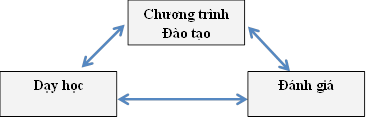 Chương trình
Đào tạo
Dạy học
Đánh giá